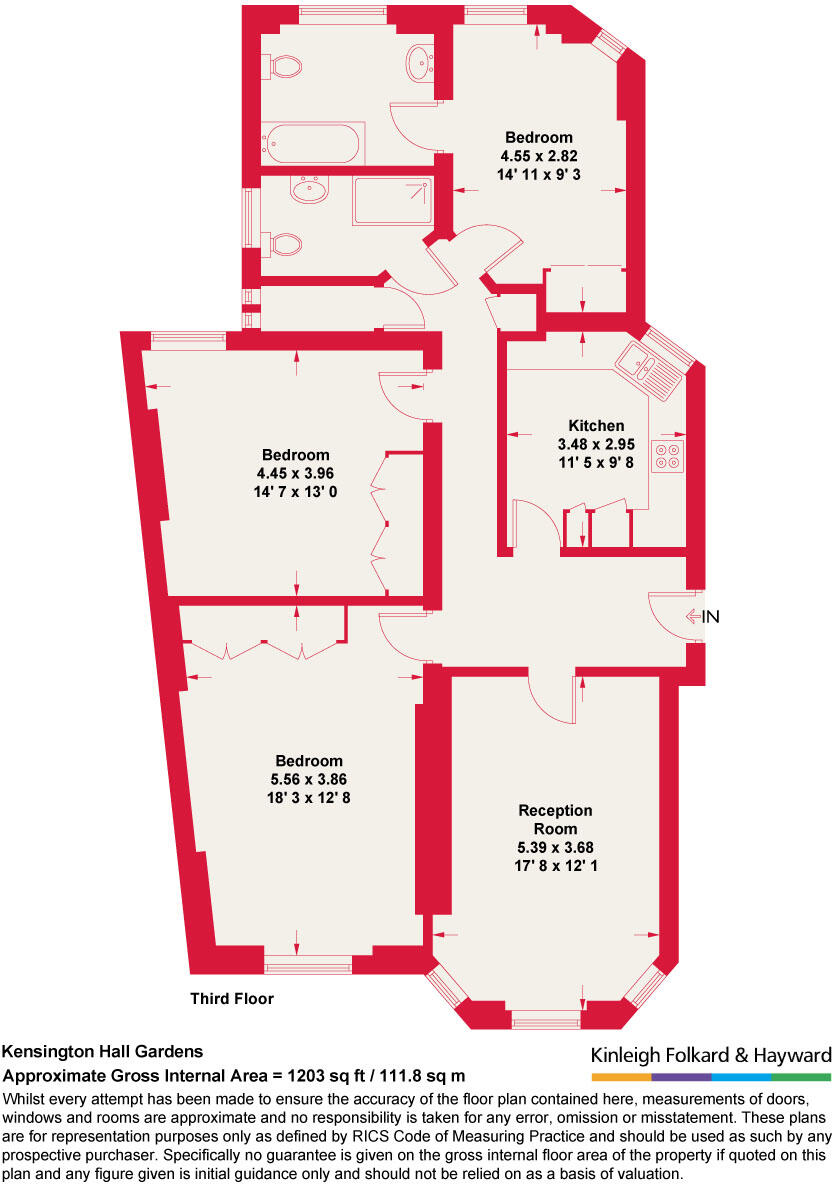 Bedroom
4.55 x 2.82
14' 11 x 9' 3
Kitchen
3.48 x 2.95
11' 5 x 9' 8
Bedroom
4.45 x 3.96
14' 7 x 13' 0
IN
Bedroom
5.56 x 3.86
18' 3 x 12' 8
Reception
Room
5.39 x 3.68
17' 8 x 12' 1
Third Floor
Kensington Hall Gardens
Approximate Gross Internal Area = 1203 sq ft / 111.8 sq m
Kinleigh Folkard & Hayward
Whilst every attempt has been made to ensure the accuracy of the floor plan contained here, measurements of doors,
windows and rooms are approximate and no responsibility is taken for any error, omission or misstatement. These plans
are for representation purposes only as defined by RICS Code of Measuring Practice and should be used as such by any
prospective purchaser. Specifically no guarantee is given on the gross internal floor area of the property if quoted on this
plan and any figure given is initial guidance only and should not be relied on as a basis of valuation.